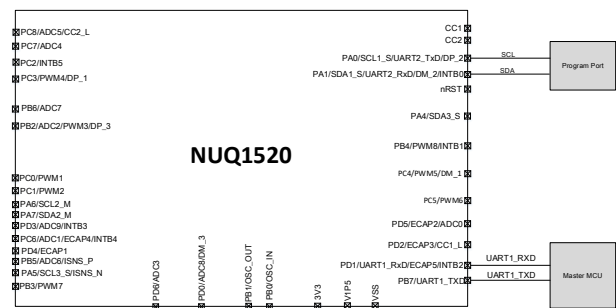 PC8/ADC5/CC2_L
PC7/ADC4
PC2/INTB5
PC3/PWM4/DP_1
PB6/ADC7
PB2/ADC2/PWM3/DP_3
PC0/PWM1
PC1/PWM2
PA6/SCL2_M
PA7/SDA2_M
PD3/ADC9/INTB3
PC6/ADC1/ECAP4/INTB4
PD4/ECAP1
PB5/ADC6/ISNS_P
PA5/SCL3_S/ISNS_N
PB3/PWM7
NUQ1520
PD6/ADC3
PD0/ADC8/DM_3
PB1/OSC_OUT
PB0/OSC_IN
3V3
V1P5
VSS
CC1
CC2
PA0/SCL1_S/UART2_TxD/DP_2
PA1/SDA1_S/UART2_RxD/DM_2/INTB0
nRST
PA4/SDA3_S
PB4/PWM8/INTB1
PC4/PWM5/DM_1
PC5/PWM6
PD5/ECAP2/ADC0
PD2/ECAP3/CC1_L
PD1/UART1_RxD/ECAP5/INTB2
PB7/UART1_TXD
SCL
SDA
Program Port
UART1_RXD
UART1_TXD
Master MCU